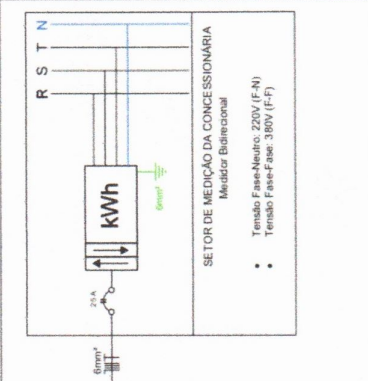 N
T
S
R
kWh
6mm²
25 A
6mm²
SETOR DE MEDIÇÃO DA CONCESSIONÁRIA
Medidor Bidirecional
• Tensão Fase-Neutro: 220V (F-N)
• Tensão Fase-Fase: 380V (F-F)